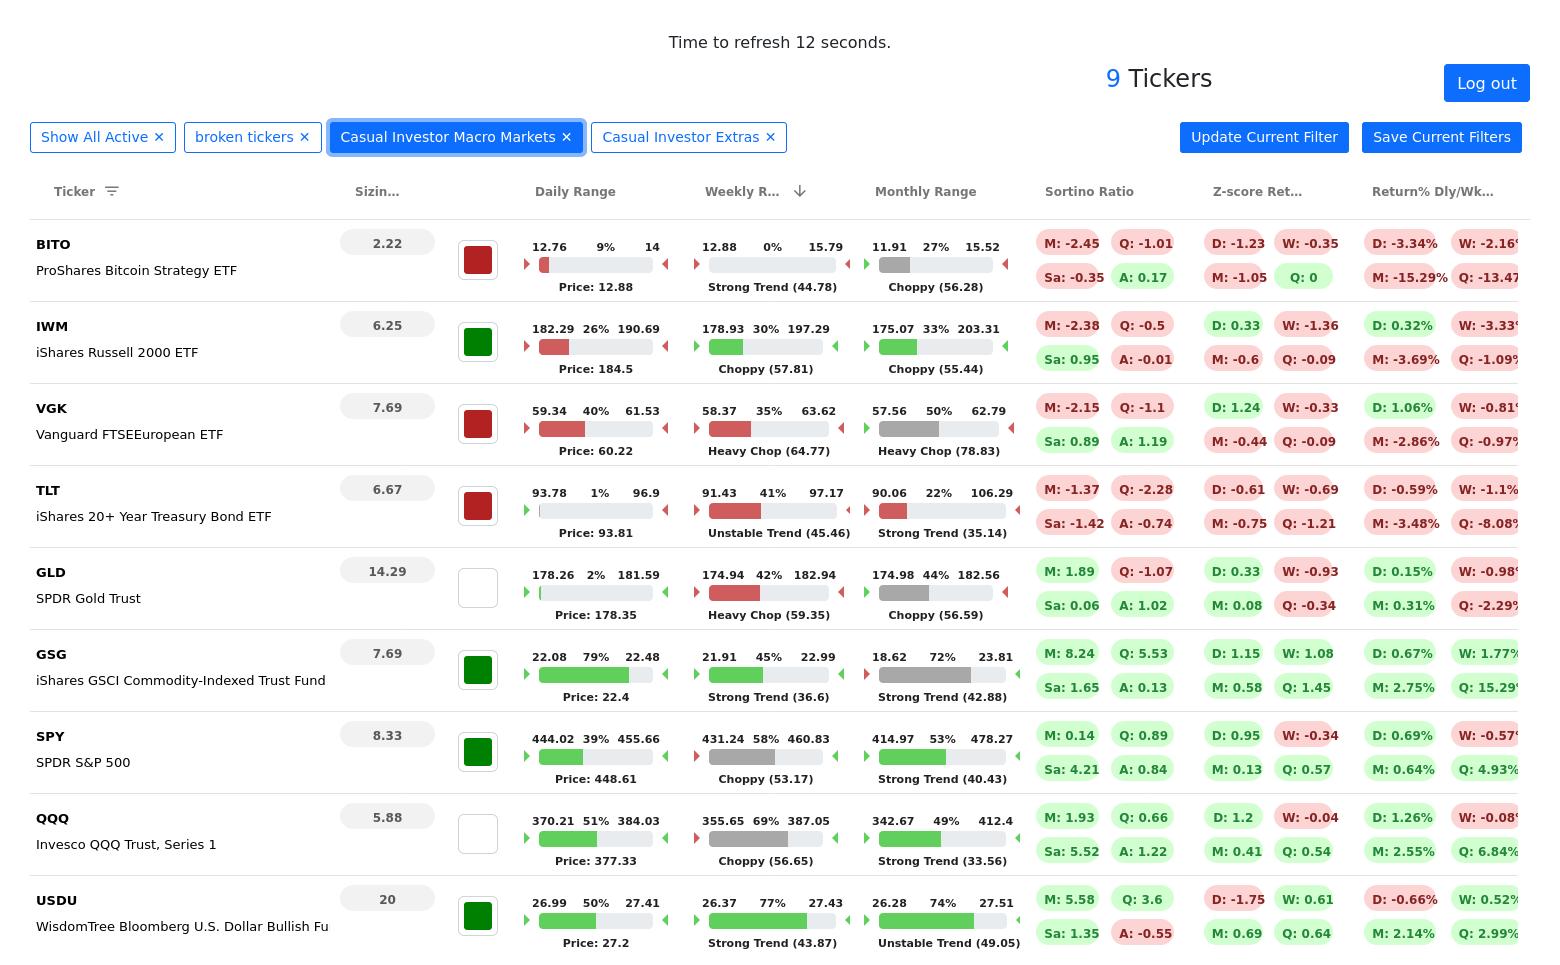 Time to refresh 12 seconds.
9 Tickers
Log out
Show All Active ✕ broken tickers ✕ Casual Investor Macro Markets ✕ Casual Investor Extras ✕ Update Current Filter Save Current Filters
Ticker Sizin… Daily Range Weekly R… Monthly Range Sortino Ratio Z-score Ret… Return% Dly/Wk…
BITO 2.22 12.76 9% 14 12.88 0% 15.79 11.91 27% 15.52 M: -2.45 Q: -1.01 D: -1.23 W: -0.35 D: -3.34% W: -2.16%
ProShares Bitcoin Strategy ETF Sa: -0.35 A: 0.17 M: -1.05 Q: 0 M: -15.29% Q: -13.47
Price: 12.88 Strong Trend (44.78) Choppy (56.28)
IWM 6.25 182.29 26% 190.69 178.93 30% 197.29 175.07 33% 203.31 M: -2.38 Q: -0.5 D: 0.33 W: -1.36 D: 0.32% W: -3.33%
iShares Russell 2000 ETF Sa: 0.95 A: -0.01 M: -0.6 Q: -0.09 M: -3.69% Q: -1.09%
Price: 184.5 Choppy (57.81) Choppy (55.44)
VGK 7.69 59.34 40% 61.53 58.37 35% 63.62 57.56 50% 62.79 M: -2.15 Q: -1.1 D: 1.24 W: -0.33 D: 1.06% W: -0.81%
Vanguard FTSEEuropean ETF Sa: 0.89 A: 1.19 M: -0.44 Q: -0.09 M: -2.86% Q: -0.97%
Price: 60.22 Heavy Chop (64.77) Heavy Chop (78.83)
TLT 6.67 93.78 1% 96.9 91.43 41% 97.17 90.06 22% 106.29 M: -1.37 Q: -2.28 D: -0.61 W: -0.69 D: -0.59% W: -1.1%
iShares 20+ Year Treasury Bond ETF Sa: -1.42 A: -0.74 M: -0.75 Q: -1.21 M: -3.48% Q: -8.08%
Price: 93.81 Unstable Trend (45.46) Strong Trend (35.14)
GLD 14.29 178.26 2% 181.59 174.94 42% 182.94 174.98 44% 182.56 M: 1.89 Q: -1.07 D: 0.33 W: -0.93 D: 0.15% W: -0.98%
SPDR Gold Trust Sa: 0.06 A: 1.02 M: 0.08 Q: -0.34 M: 0.31% Q: -2.29%
Price: 178.35 Heavy Chop (59.35) Choppy (56.59)
GSG 7.69 22.08 79% 22.48 21.91 45% 22.99 18.62 72% 23.81 M: 8.24 Q: 5.53 D: 1.15 W: 1.08 D: 0.67% W: 1.77%
iShares GSCI Commodity-Indexed Trust Fund Sa: 1.65 A: 0.13 M: 0.58 Q: 1.45 M: 2.75% Q: 15.29%
Price: 22.4 Strong Trend (36.6) Strong Trend (42.88)
SPY 8.33 444.02 39% 455.66 431.24 58% 460.83 414.97 53% 478.27 M: 0.14 Q: 0.89 D: 0.95 W: -0.34 D: 0.69% W: -0.57%
SPDR S&P 500 Sa: 4.21 A: 0.84 M: 0.13 Q: 0.57 M: 0.64% Q: 4.93%
Price: 448.61 Choppy (53.17) Strong Trend (40.43)
QQQ 5.88 370.21 51% 384.03 355.65 69% 387.05 342.67 49% 412.4 M: 1.93 Q: 0.66 D: 1.2 W: -0.04 D: 1.26% W: -0.08%
Invesco QQQ Trust, Series 1 Sa: 5.52 A: 1.22 M: 0.41 Q: 0.54 M: 2.55% Q: 6.84%
Price: 377.33 Choppy (56.65) Strong Trend (33.56)
USDU 20 26.99 50% 27.41 26.37 77% 27.43 26.28 74% 27.51 M: 5.58 Q: 3.6 D: -1.75 W: 0.61 D: -0.66% W: 0.52%
WisdomTree Bloomberg U.S. Dollar Bullish Fu Sa: 1.35 A: -0.55 M: 0.69 Q: 0.64 M: 2.14% Q: 2.99%
Price: 27.2 Strong Trend (43.87) Unstable Trend (49.05)